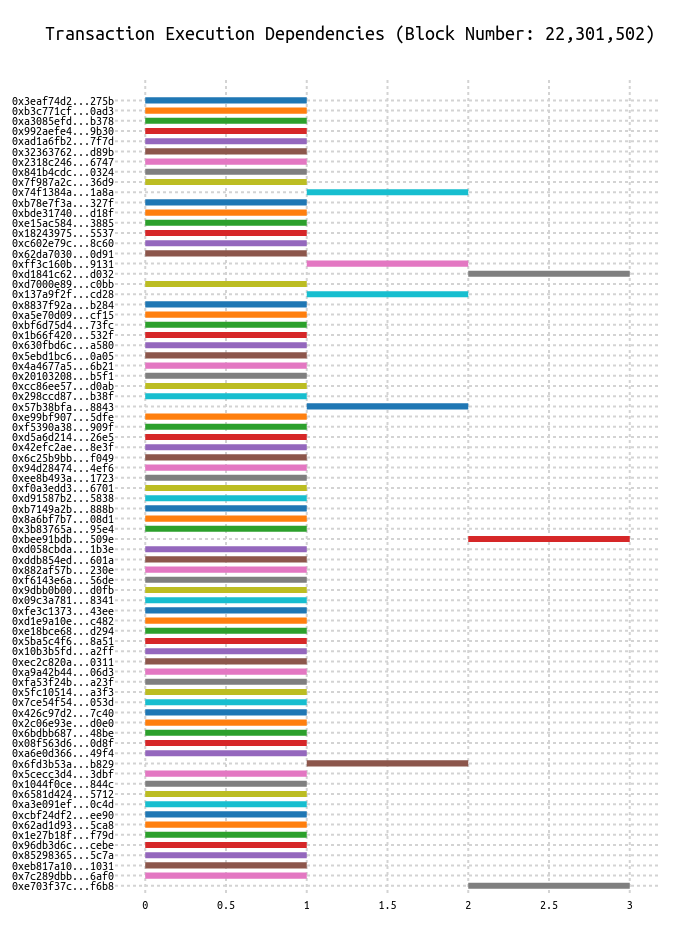 Transaction Execution Dependencies (Block Number: 22,301,502)
0x3eaf74d2...275b
0xb3c771cf...0ad3
0xa3085efd...b378
0x992aefe4...9b30
0xad1a6fb2...7f7d
0x32363762...d89b
0x2318c246...6747
0x841b4cdc...0324
0x7f987a2c...36d9
0x74f1384a...1a8a
0xb78e7f3a...327f
0xbde31740...d18f
0xe15ac584...3885
0x18243975...5537
0xc602e79c...8c60
0x62da7030...0d91
0xff3c160b...9131
0xd1841c62...d032
0xd7000e89...c0bb
0x137a9f2f...cd28
0x8837f92a...b284
0xa5e70d09...cf15
0xbf6d75d4...73fc
0x1b66f420...532f
0x630fbd6c...a580
0x5ebd1bc6...0a05
0x4a4677a5...6b21
0x20103208...b5f1
0xcc86ee57...d0ab
0x298ccd87...b38f
0x57b38bfa...8843
0xe99bf907...5dfe
0xf5390a38...909f
0xd5a6d214...26e5
0x42efc2ae...8e3f
0x6c25b9bb...f049
0x94d28474...4ef6
0xee8b493a...1723
0xf0a3edd3...6701
0xd91587b2...5838
0xb7149a2b...888b
0x8a6bf7b7...08d1
0x3b83765a...95e4
0xbee91bdb...509e
0xd058cbda...1b3e
0xddb854ed...601a
0x882af57b...230e
0xf6143e6a...56de
0x9dbb0b00...d0fb
0x09c3a781...8341
0xfe3c1373...43ee
0xd1e9a10e...c482
0xe18bce68...d294
0x5ba5c4f6...8a51
0x10b3b5fd...a2ff
0xec2c820a...0311
0xa9a42b44...06d3
0xfa53f24b...a23f
0x5fc10514...a3f3
0x7ce54f54...053d
0x426c97d2...7c40
0x2c06e93e...d0e0
0x6bdbb687...48be
0x08f563d6...0d8f
0xa6e0d366...49f4
0x6fd3b53a...b829
0x5cecc3d4...3dbf
0x1044f0ce...844c
0x6581d424...5712
0xa3e091ef...0c4d
0xcbf24df2...ee90
0x62ad1d93...5ca8
0x1e27b18f...f79d
0x96db3d6c...cebe
0x85298365...5c7a
0xeb817a10...1031
0x7c289dbb...6af0
0xe703f37c...f6b8
0 0.5 1 1.5 2 2.5 3